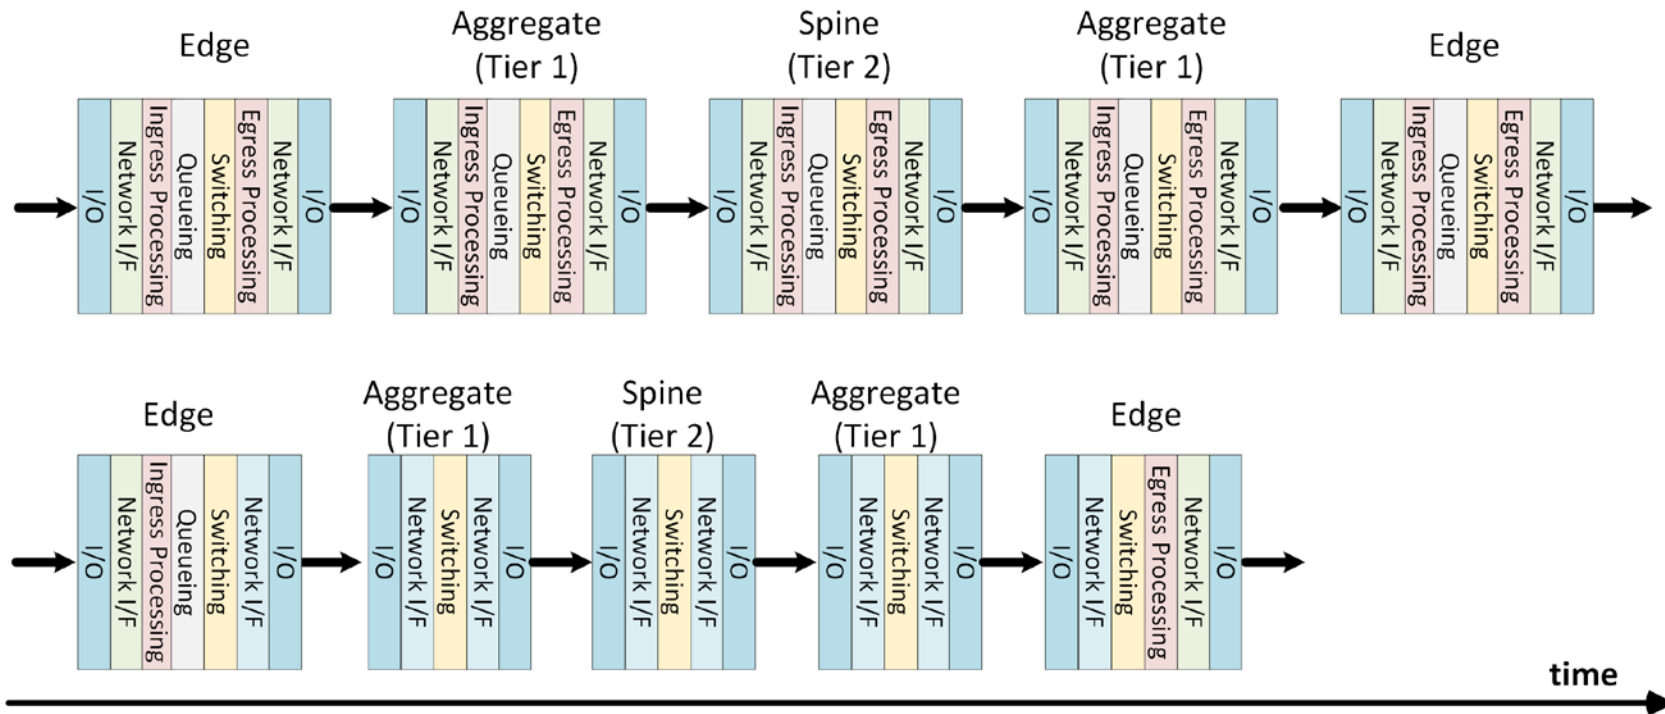 Edge
Aggregate
(Tier 1)
Spine
(Tier 2)
Aggregate
(Tier 1)
Edge
I/O
Network I/F
Ingress Processing
Queueing
Switching
Egress Processing
Network I/F
I/O
I/O
Network I/F
Ingress Processing
Queueing
Switching
Egress Processing
Network I/F
I/O
I/O
Network I/F
Ingress Processing
Queueing
Switching
Egress Processing
Network I/F
I/O
I/O
Network I/F
Ingress Processing
Queueing
Switching
Egress Processing
Network I/F
I/O
I/O
Network I/F
Ingress Processing
Queueing
Switching
Egress Processing
Network I/F
I/O
Edge
Aggregate
(Tier 1)
Spine
(Tier 2)
Aggregate
(Tier 1)
Edge
I/O
Network I/F
Ingress Processing
Queueing
Switching
Network I/F
I/O
I/O
Network I/F
Switching
Network I/F
I/O
I/O
Network I/F
Switching
Network I/F
I/O
I/O
Network I/F
Switching
Network I/F
I/O
I/O
Network I/F
Switching
Egress Processing
Network I/F
I/O
time